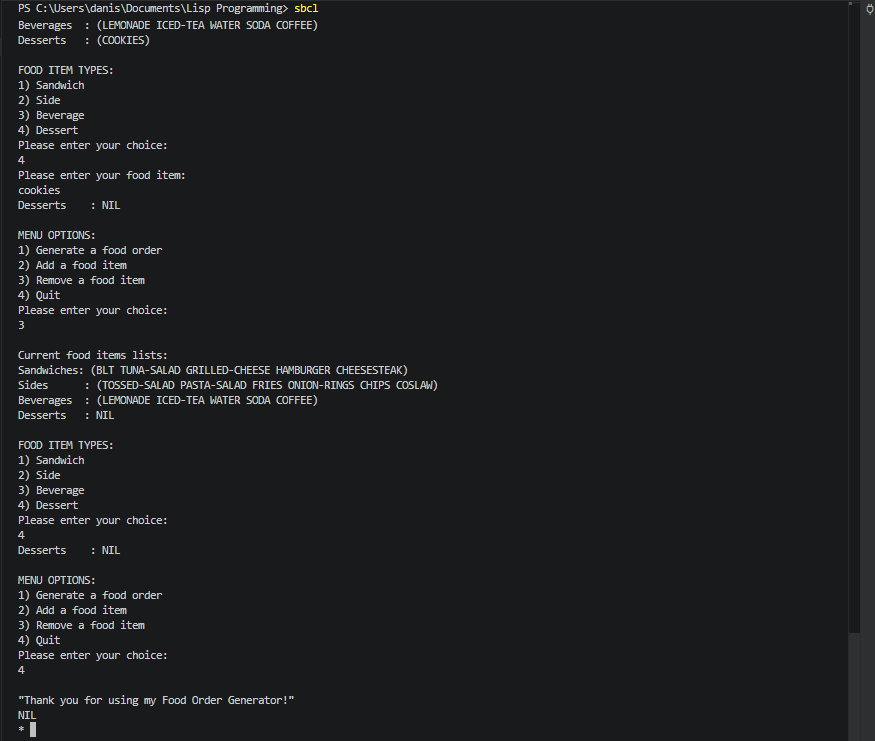 PS C:\Users\danis\Documents\Lisp Programming> sbcl
Beverages  : (LEMONADE ICED-TEA WATER SODA COFFEE)
Desserts   : (COOKIES)

FOOD ITEM TYPES:
1) Sandwich
2) Side
3) Beverage
4) Dessert
Please enter your choice:
4
Please enter your food item:
cookies
Desserts    : NIL

MENU OPTIONS:
1) Generate a food order
2) Add a food item
3) Remove a food item
4) Quit
Please enter your choice:
3

Current food items lists:
Sandwiches: (BLT TUNA-SALAD GRILLED-CHEESE HAMBURGER CHEESESTEAK)
Sides      : (TOSSED-SALAD PASTA-SALAD FRIES ONION-RINGS CHIPS COSLAW)
Beverages  : (LEMONADE ICED-TEA WATER SODA COFFEE)
Desserts   : NIL

FOOD ITEM TYPES:
1) Sandwich
2) Side
3) Beverage
4) Dessert
Please enter your choice:
4
Desserts    : NIL

MENU OPTIONS:
1) Generate a food order
2) Add a food item
3) Remove a food item
4) Quit
Please enter your choice:
4

"Thank you for using my Food Order Generator!"
NIL
*